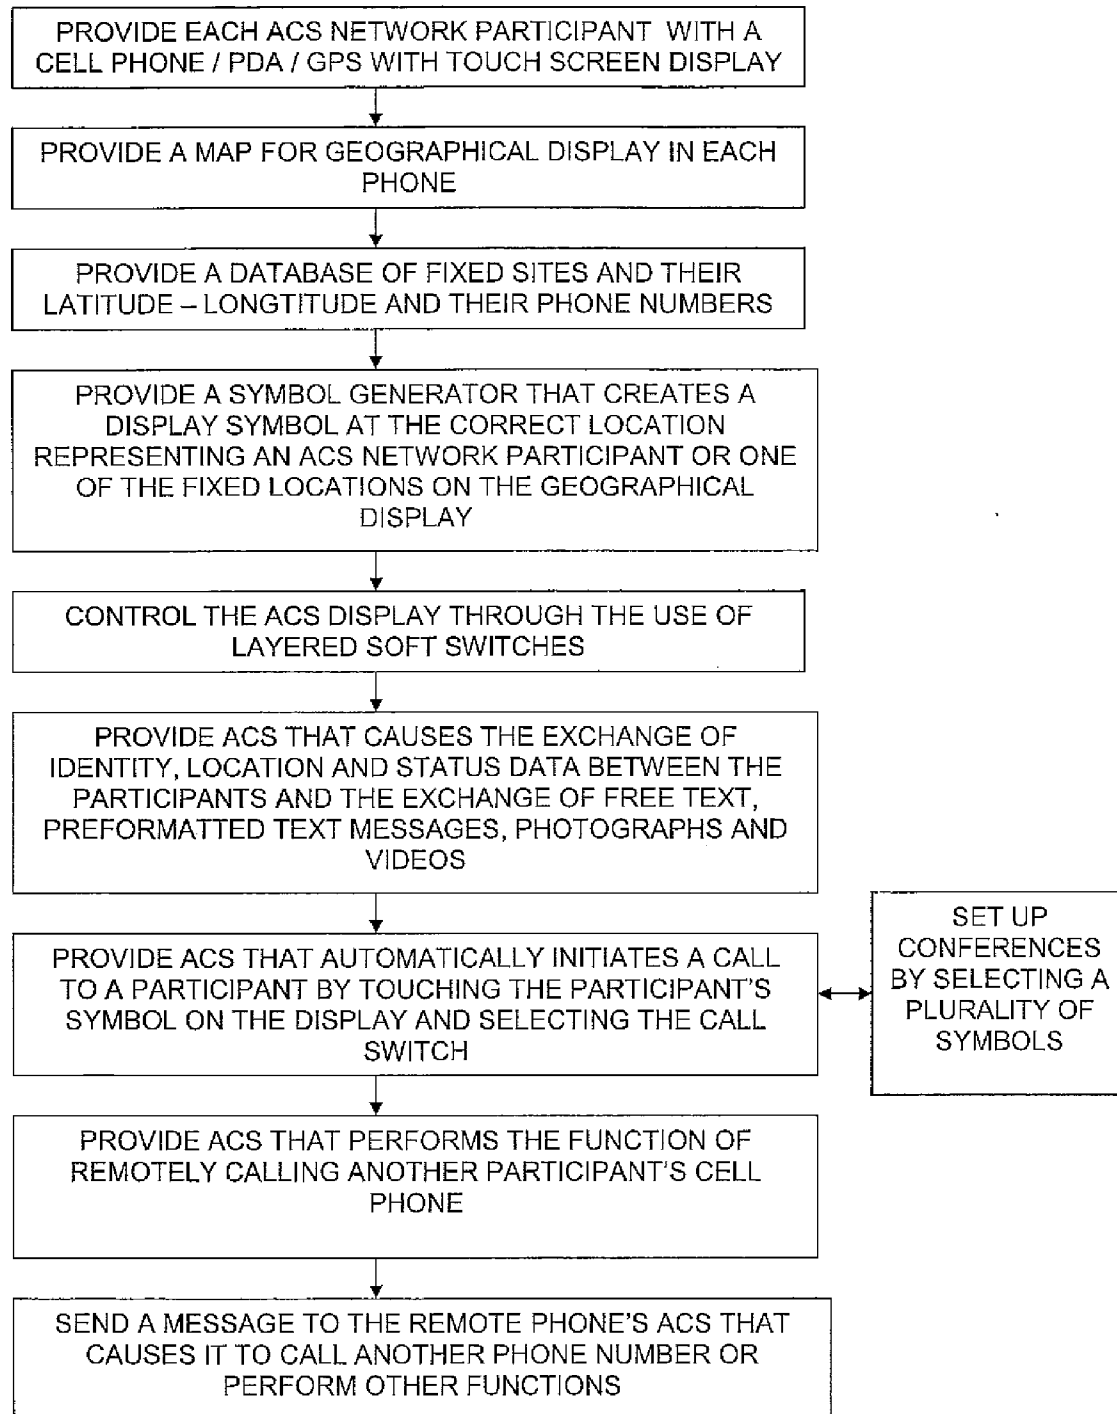 PROVIDE EACH ACS NETWORK PARTICIPANT WITH A
CELL PHONE / PDA / GPS WITH TOUCH SCREEN DISPLAY
PROVIDE A MAP FOR GEOGRAPHICAL DISPLAY IN EACH
PHONE
PROVIDE A DATABASE OF FIXED SITES AND THEIR
LATITUDE – LONGTITUDE AND THEIR PHONE NUMBERS
PROVIDE A SYMBOL GENERATOR THAT CREATES A
DISPLAY SYMBOL AT THE CORRECT LOCATION
REPRESENTING AN ACS NETWORK PARTICIPANT OR ONE
OF THE FIXED LOCATIONS ON THE GEOGRAPHICAL
DISPLAY
CONTROL THE ACS DISPLAY THROUGH THE USE OF
LAYERED SOFT SWITCHES
PROVIDE ACS THAT CAUSES THE EXCHANGE OF
IDENTITY, LOCATION AND STATUS DATA BETWEEN THE
PARTICIPANTS AND THE EXCHANGE OF FREE TEXT,
PREFORMATTED TEXT MESSAGES, PHOTOGRAPHS AND
VIDEOS
PROVIDE ACS THAT AUTOMATICALLY INITIATES A CALL
TO A PARTICIPANT BY TOUCHING THE PARTICIPANT'S
SYMBOL ON THE DISPLAY AND SELECTING THE CALL
SWITCH
SET UP
CONFERENCES
BY SELECTING A
PLURALITY OF
SYMBOLS
PROVIDE ACS THAT PERFORMS THE FUNCTION OF
REMOTELY CALLING ANOTHER PARTICIPANT'S CELL
PHONE
SEND A MESSAGE TO THE REMOTE PHONE'S ACS THAT
CAUSES IT TO CALL ANOTHER PHONE NUMBER OR
PERFORM OTHER FUNCTIONS